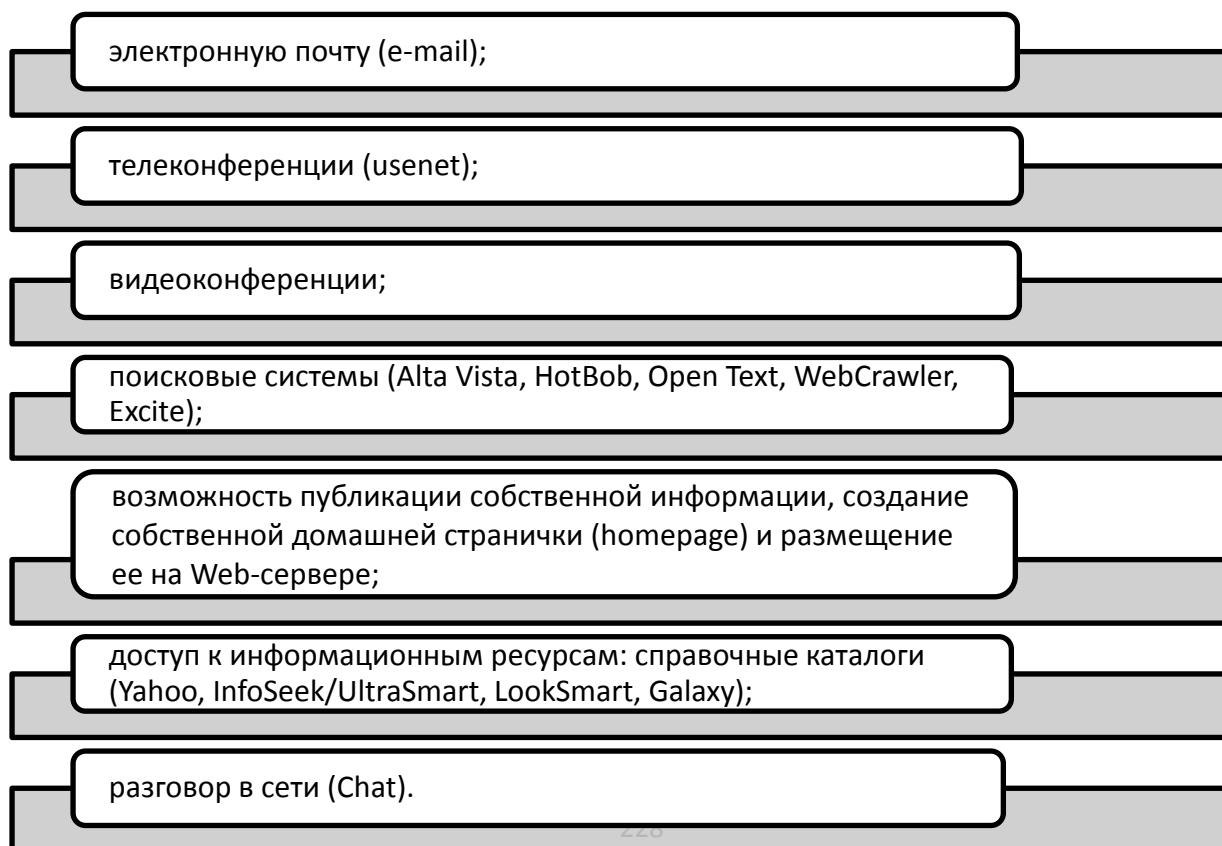 электронную почту (e-mail);
телеконференции (usenet);
видеоконференции;
поисковые системы (Alta Vista, HotBob, Open Text, WebCrawler,
Excite);
возможность публикации собственной информации, создание
собственной домашней странички (homepage) и размещение
ее на Web-сервере;
доступ к информационным ресурсам: справочные каталоги
(Yahoo, InfoSeek/UltraSmart, LookSmart, Galaxy);
разговор в сети (Chat).
228